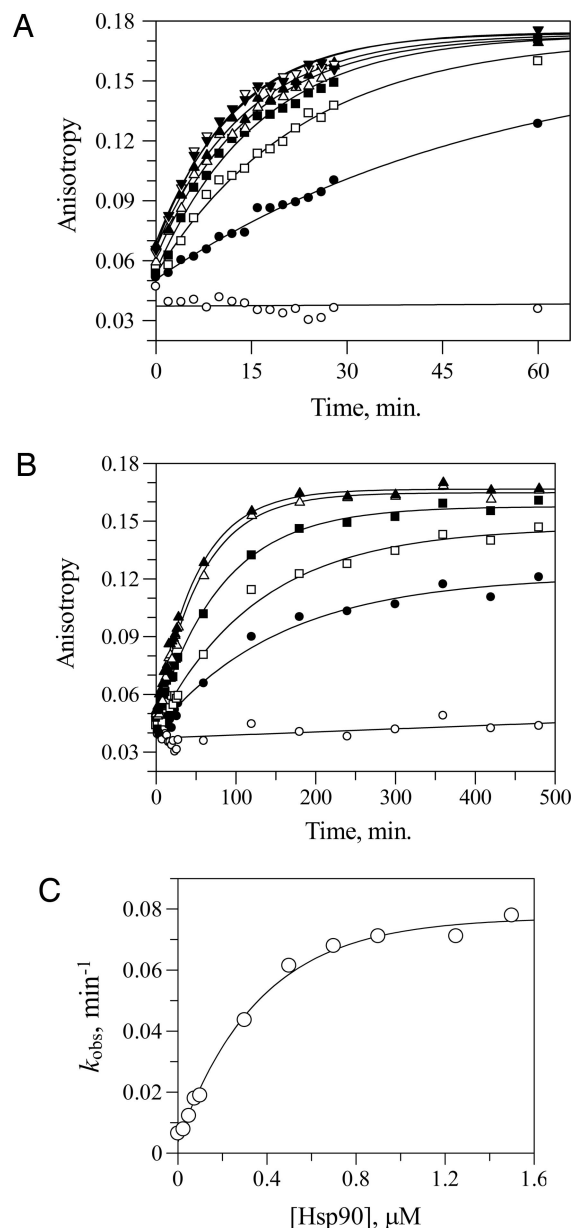 A
0.18
0.15
0.12
0.09
0.06
0.03
Anisotropy
0 15 30 45 60
Time, min.
B
0.18
0.15
0.12
0.09
0.06
0.03
Anisotropy
0 100 200 300 400 500
Time, min.
C
0.08
0.06
0.04
0.02
0
kobs, min-1
0 0.4 0.8 1.2 1.6
[Hsp90], μM